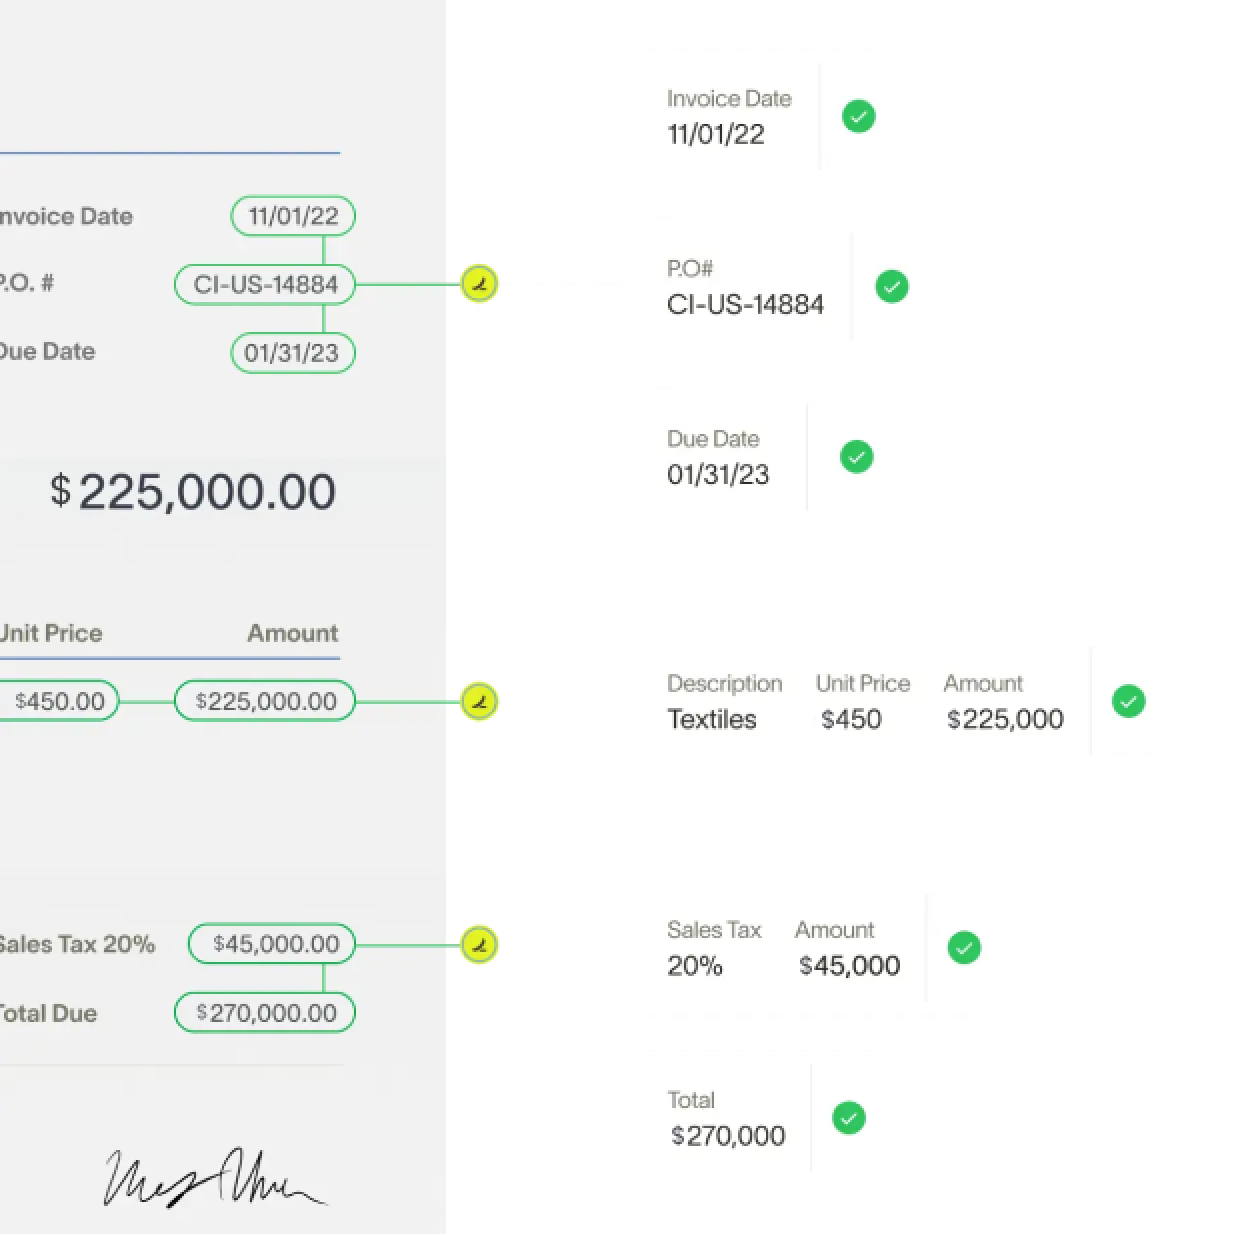 nvoice Date 11/01/22
P.O. # CI-US-14884
Due Date 01/31/23
$225,000.00
Unit Price Amount
$450.00 $225,000.00
Sales Tax 20% $45,000.00
Total Due $270,000.00
Invoice Date
11/01/22
P.O#
CI-US-14884
Due Date
01/31/23
Description Unit Price Amount
Textiles $450 $225,000
Sales Tax Amount
20% $45,000
Total
$270,000